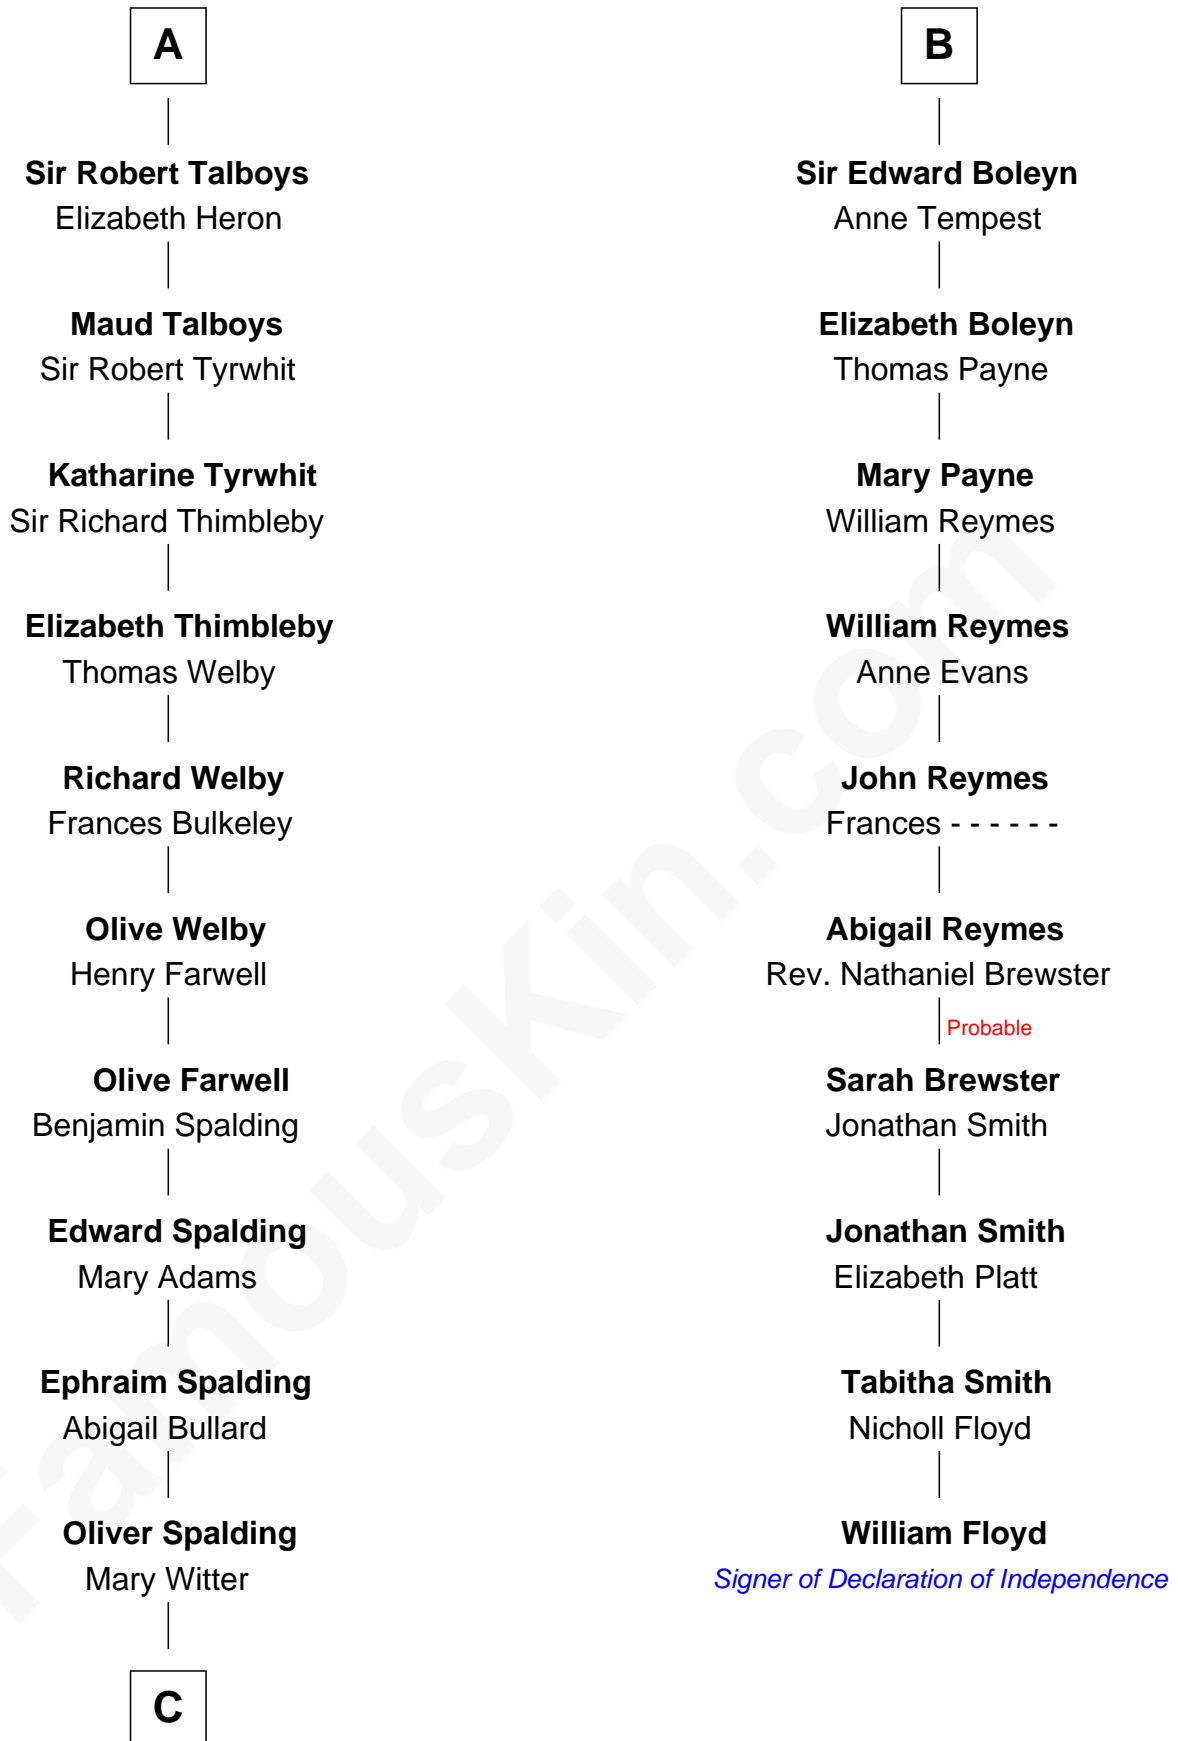 A
Sir Robert Talboys
Elizabeth Heron
Maud Talboys
Sir Robert Tyrwhit
Katharine Tyrwhit
Sir Richard Thimbleby
Elizabeth Thimbleby
Thomas Welby
Richard Welby
Frances Bulkeley
Olive Welby
Henry Farwell
Olive Farwell
Benjamin Spalding
Edward Spalding
Mary Adams
Ephraim Spalding
Abigail Bullard
Oliver Spalding
Mary Witter
C
B
Sir Edward Boleyn
Anne Tempest
Elizabeth Boleyn
Thomas Payne
Mary Payne
William Reymes
William Reymes
Anne Evans
John Reymes
Frances - - - - - -
Abigail Reymes
Rev. Nathaniel Brewster
Probable
Sarah Brewster
Jonathan Smith
Jonathan Smith
Elizabeth Platt
Tabitha Smith
Nicholl Floyd
William Floyd
Signer of Declaration of Independence
FamousKin.com